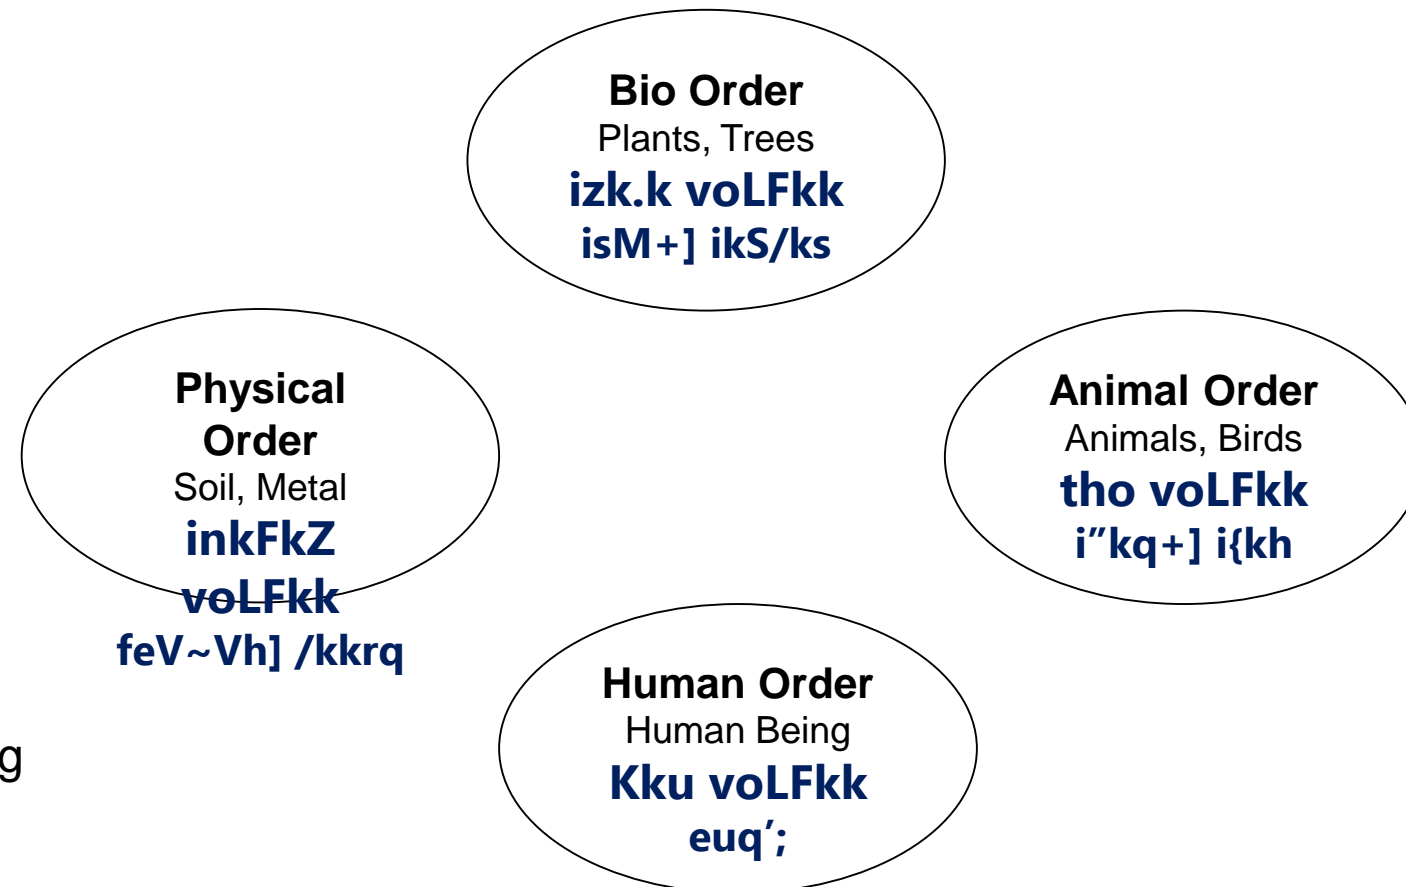 Bio Order
Plants, Trees
izk.k voLFkk
isM+] ikS/ks
Physical
Order
Soil, Metal
inkFkZ
voLFkk
feV~Vh] /kkrq
Animal Order
Animals, Birds
tho voLFkk
i”kq+] i{kh
Human Order
Human Being
Kku voLFkk
euq’;
g